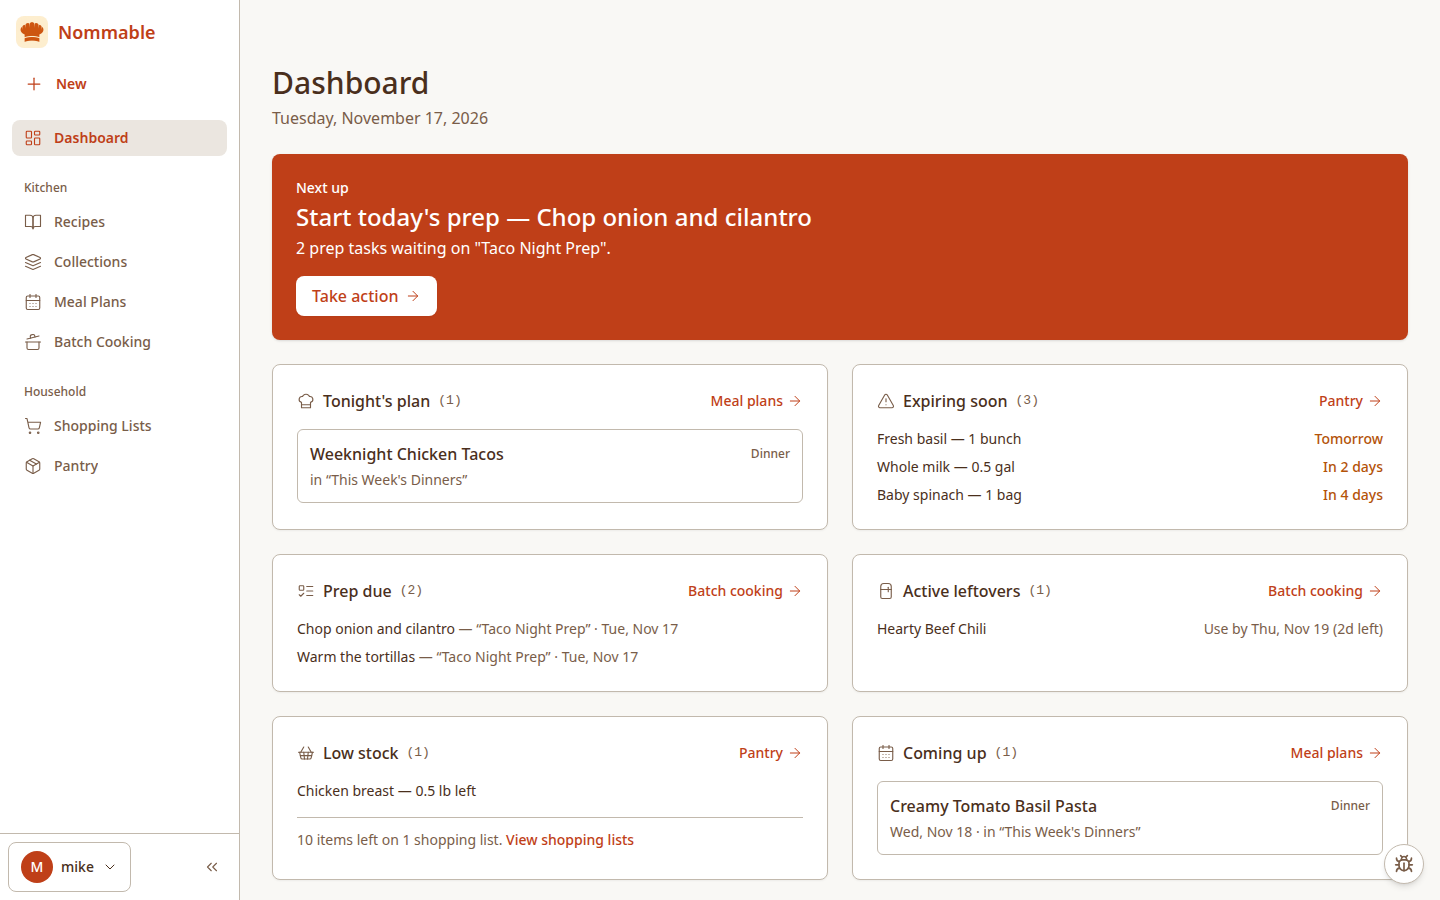 Nommable
New
Dashboard
Kitchen
Recipes
Collections
Meal Plans
Batch Cooking
Household
Shopping Lists
Pantry
M mike
Dashboard
Tuesday, November 17, 2026
Next up
Start today's prep — Chop onion and cilantro
2 prep tasks waiting on "Taco Night Prep".
Take action
Tonight's plan (1) Meal plans
Weeknight Chicken Tacos Dinner
in “This Week's Dinners”
Expiring soon (3) Pantry
Fresh basil — 1 bunch Tomorrow
Whole milk — 0.5 gal In 2 days
Baby spinach — 1 bag In 4 days
Prep due (2) Batch cooking
Chop onion and cilantro — “Taco Night Prep” · Tue, Nov 17
Warm the tortillas — “Taco Night Prep” · Tue, Nov 17
Active leftovers (1) Batch cooking
Hearty Beef Chili Use by Thu, Nov 19 (2d left)
Low stock (1) Pantry
Chicken breast — 0.5 lb left
10 items left on 1 shopping list. View shopping lists
Coming up (1) Meal plans
Creamy Tomato Basil Pasta Dinner
Wed, Nov 18 · in “This Week's Dinners”